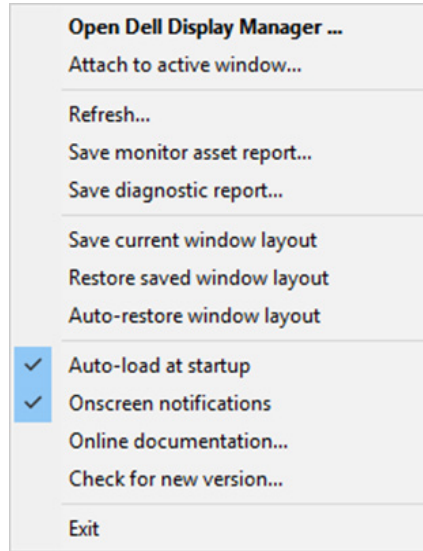 Open Dell Display Manager ...
Attach to active window...
Refresh...
Save monitor asset report...
Save diagnostic report...
Save current window layout
Restore saved window layout
Auto-restore window layout
Auto-load at startup
Onscreen notifications
Online documentation...
Check for new version...
Exit